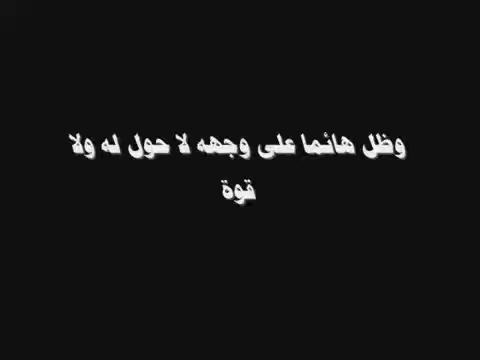 وظل هائما على وجهه لا حول له ولا
قوة